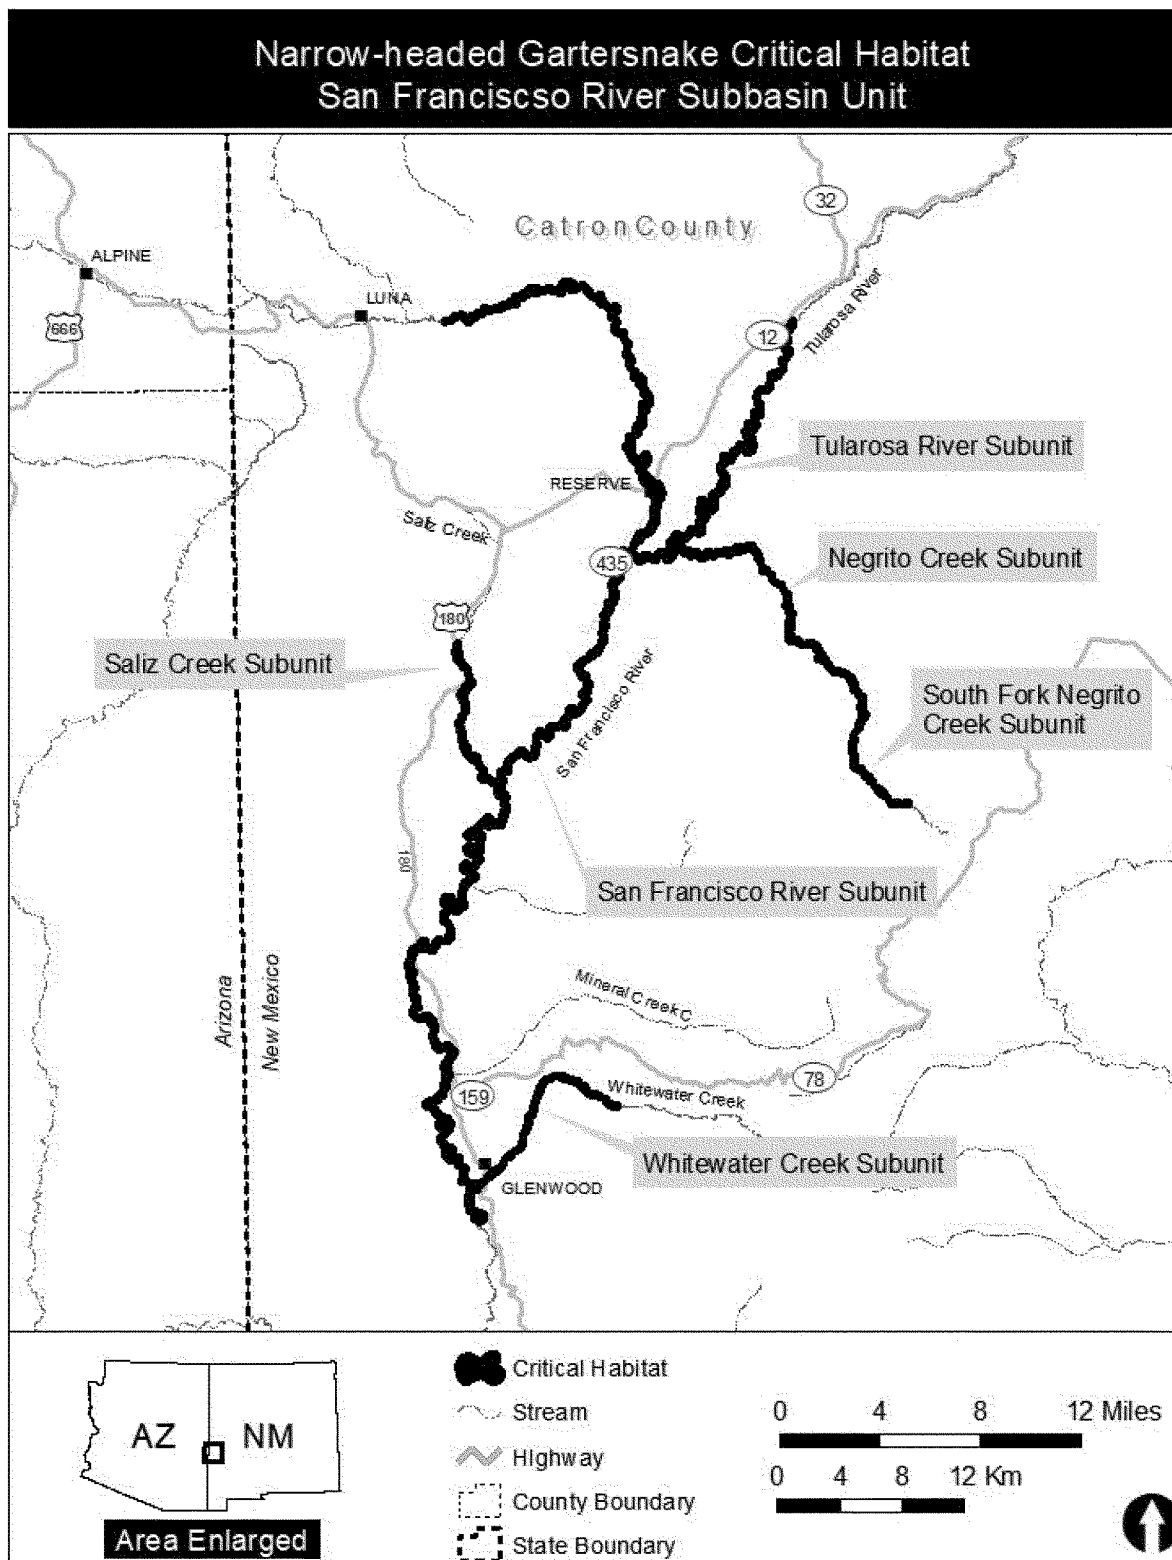 Narrow-headed Gartersnake Critical Habitat
San Franciscso River Subbasin Unit
32
Catron County
ALPINE
LUNA
666
12
Tularosa River
Tularosa River Subunit
RESERVE
Saliz Creek
435
Negrito Creek Subunit
180
Saliz Creek Subunit
San Francisco River
South Fork Negrito
Creek Subunit
180
San Francisco River Subunit
Arizona
New Mexico
Mineral Creek C
78
159
Whitewater Creek
Whitewater Creek Subunit
GLENWOOD
AZ
NM
Area Enlarged
Critical Habitat
Stream
Highway
County Boundary
State Boundary
0 4 8 12 Miles
0 4 8 12 Km